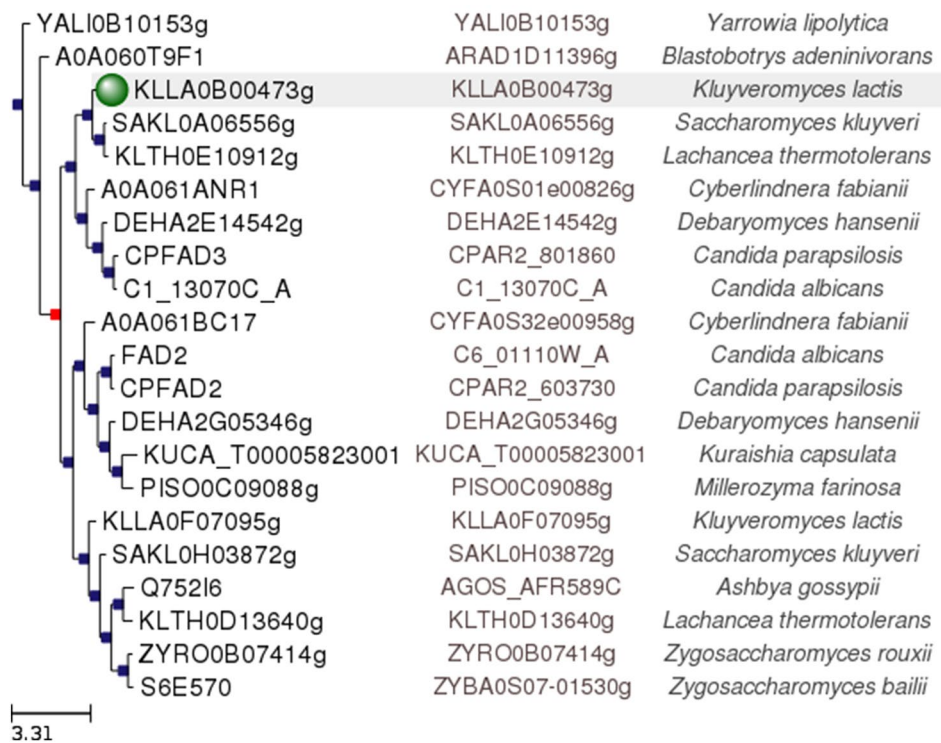 YALI0B10153g YALI0B10153g Yarrowia lipolytica
A0A060T9F1 ARAD1D11396g Blastobotrys adeninivorans
KLLA0B00473g KLLA0B00473g Kluyveromyces lactis
SAKL0A06556g SAKL0A06556g Saccharomyces kluyveri
KLTH0E10912g KLTH0E10912g Lachancea thermotolerans
A0A061ANR1 CYFA0S01e00826g Cyberlindnera fabianii
DEHA2E14542g DEHA2E14542g Debaryomyces hansenii
CPFAD3 CPAR2_801860 Candida parapsilosis
C1_13070C_A C1_13070C_A Candida albicans
A0A061BC17 CYFA0S32e00958g Cyberlindnera fabianii
FAD2 C6_01110W_A Candida albicans
CPFAD2 CPAR2_603730 Candida parapsilosis
DEHA2G05346g DEHA2G05346g Debaryomyces hansenii
KUCA_T00005823001 KUCA_T00005823001 Kuraishia capsulata
PISO0C09088g PISO0C09088g Millerozyma farinosa
KLLA0F07095g KLLA0F07095g Kluyveromyces lactis
SAKL0H03872g SAKL0H03872g Saccharomyces kluyveri
Q752I6 AGOS_AFR589C Ashbya gossypii
KLTH0D13640g KLTH0D13640g Lachancea thermotolerans
ZYRO0B07414g ZYRO0B07414g Zygosaccharomyces rouxii
S6E570 ZYBA0S07-01530g Zygosaccharomyces bailii
3.31